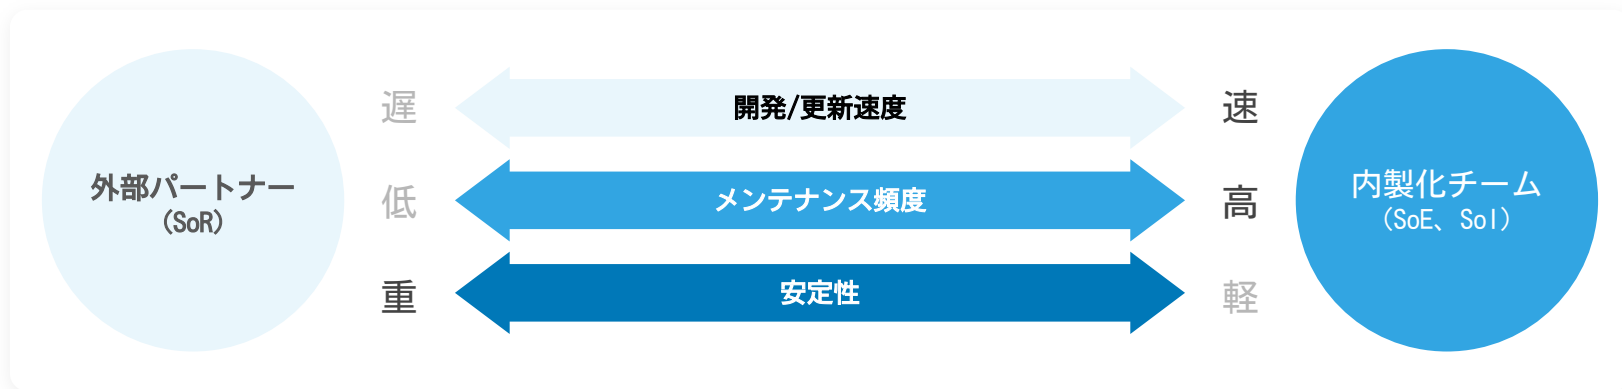 外部パートナー
(SoR)
遅
開発/更新速度
速
低
メンテナンス頻度
高
重
安定性
軽
内製化チーム
(SoE、SoI)